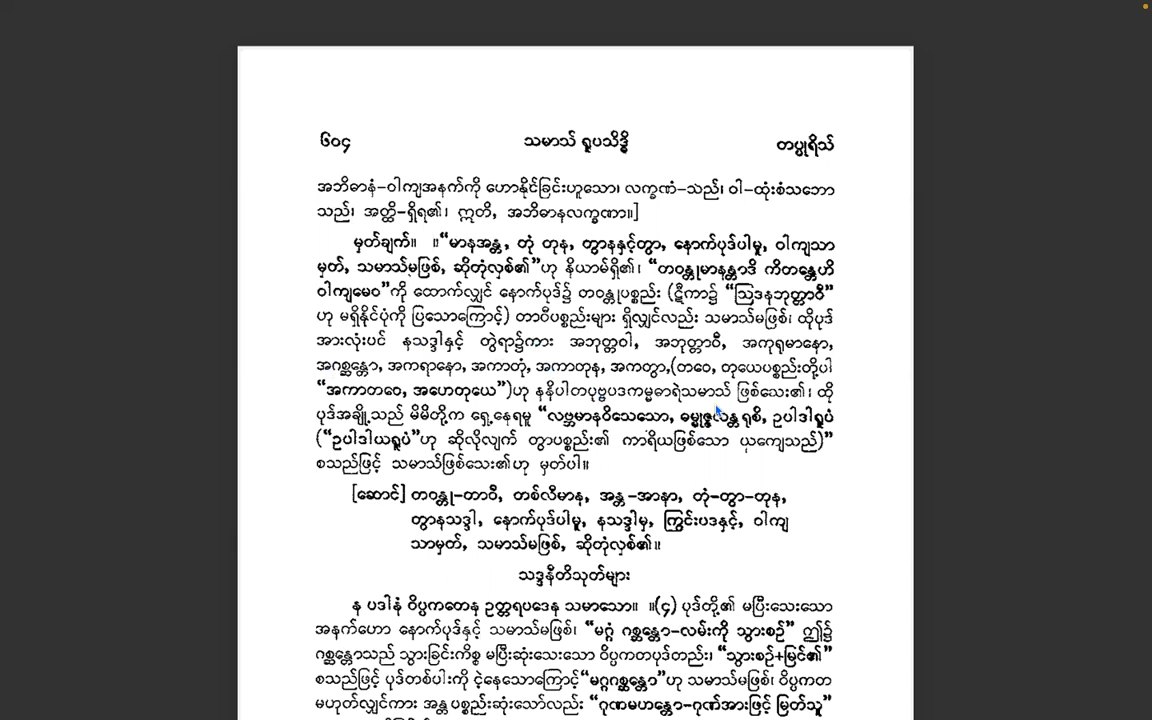 ၆၀၄ သမာသ် ရူပသိဒ္ဓိ တပ္ပုရိသ်
အဘိဓာနံ–ဝါကျအနက်ကို ဟောနိုင်ခြင်းဟူသော၊ လက္ခဏံ–သည်၊ ဝါ–ထုံးစံသဘော
သည်၊ အတ္ထိ–ရှိရ၏၊ ဣတိ, အဘိဓာနလက္ခဏာ။]
မှတ်ချက်။ ။“မာနအန္တ, တုံ တုန, တွာနနှင့်တွာ, နောက်ပုဒ်ပါမူ, ဝါကျသာ
မှတ်, သမာသ်မဖြစ်, ဆိုတုံလှစ်၏”ဟု နိယာမ်ရှိ၏၊ “တဝန္တုမာနန္တာဒိ ကိတန္တေဟိ
ဝါကျမေဝ”ကို ထောက်လျှင် နောက်ပုဒ်၌ တဝန္တုပစ္စည်း (ဋီကာ၌ “ဩဒနဘုတ္တာဝီ”
ဟု မရှိနိုင်ပုံကို ပြသောကြောင့်) တာဝီပစ္စည်းများ ရှိလျှင်လည်း သမာသ်မဖြစ်၊ ထိုပုဒ်
အားလုံးပင် နသဒ္ဒါနှင့် တွဲရာ၌ကား အဘုတ္တဝါ, အဘုတ္တာဝီ, အကုရုမာနော,
အဂစ္ဆန္တော, အကရာနော, အကာတုံ, အကာတုန, အကတွာ,(တဝေ, တုယေပစ္စည်းတို့ပါ
“အကာတဝေ, အဟေတုယေ”)ဟု နနိပါတပုဗ္ဗပဒကမ္မဓာရဲသမာသ် ဖြစ်သေး၏၊ ထို
ပုဒ်အချို့သည် မိမိတို့က ရှေ့နေရမူ “လဗ္ဘမာနဝိသေသော, ဓမ္မုဇ္ဇလန္တရုစိ, ဥပါဒါရူပံ
(“ဥပါဒါယရူပံ”ဟု ဆိုလိုလျက် တွာပစ္စည်း၏ ကာရိယဖြစ်သော ယကျေသည်)”
စသည်ဖြင့် သမာသ်ဖြစ်သေး၏ဟု မှတ်ပါ။
[ဆောင်] တဝန္တု–တာဝီ, တစ်လီမာန, အန္တ–အာနာ, တုံ–တွာ–တုန,
တွာနသဒ္ဒါ, နောက်ပုဒ်ပါမူ, နသဒ္ဒါမှ, ကြွင်းပဒနှင့်, ဝါကျ
သာမှတ်, သမာသ်မဖြစ်, ဆိုတုံလှစ်၏။
သဒ္ဒနီတိသုတ်များ
န ပဒါနံ ဝိပ္ပကတေန ဥတ္တရပဒေန သမာသော။ ။(၄) ပုဒ်တို့၏ မပြီးသေးသော
အနက်ဟော နောက်ပုဒ်နှင့် သမာသ်မဖြစ်၊ “မဂ္ဂံ ဂစ္ဆန္တော–လမ်းကို သွားစဉ်” ဤ၌
ဂစ္ဆန္တောသည် သွားခြင်းကိစ္စ မပြီးဆုံးသေးသော ဝိပ္ပကတပုဒ်တည်း၊ “သွားစဉ်+မြင်၏”
စသည်ဖြင့် ပုဒ်တစ်ပါးကို ငဲ့နေသောကြောင့်“မဂ္ဂဂစ္ဆန္တော”ဟု သမာသ်မဖြစ်၊ ဝိပ္ပကတ
မဟုတ်လျှင်ကား အန္တပစ္စည်းဆုံးသော်လည်း “ဂုဏမဟန္တော–ဂုဏ်အားဖြင့် မြတ်သူ”